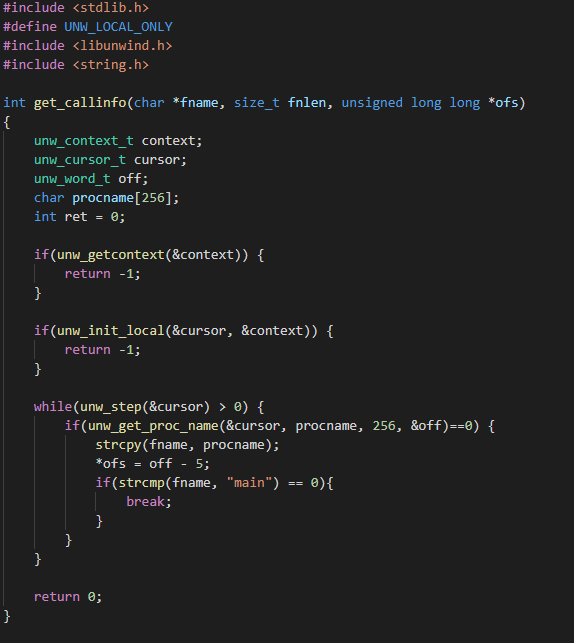 #include <stdlib.h>
#define UNW_LOCAL_ONLY
#include <libunwind.h>
#include <string.h>

int get_callinfo(char *fname, size_t fnlen, unsigned long long *ofs)
{
    unw_context_t context;
    unw_cursor_t cursor;
    unw_word_t off;
    char procname[256];
    int ret = 0;

    if(unw_getcontext(&context)) {
        return -1;
    }

    if(unw_init_local(&cursor, &context)) {
        return -1;
    }

    while(unw_step(&cursor) > 0) {
        if(unw_get_proc_name(&cursor, procname, 256, &off)==0) {
            strcpy(fname, procname);
            *ofs = off - 5;
            if(strcmp(fname, "main") == 0){
                break;
            }
        }
    }

    return 0;
}